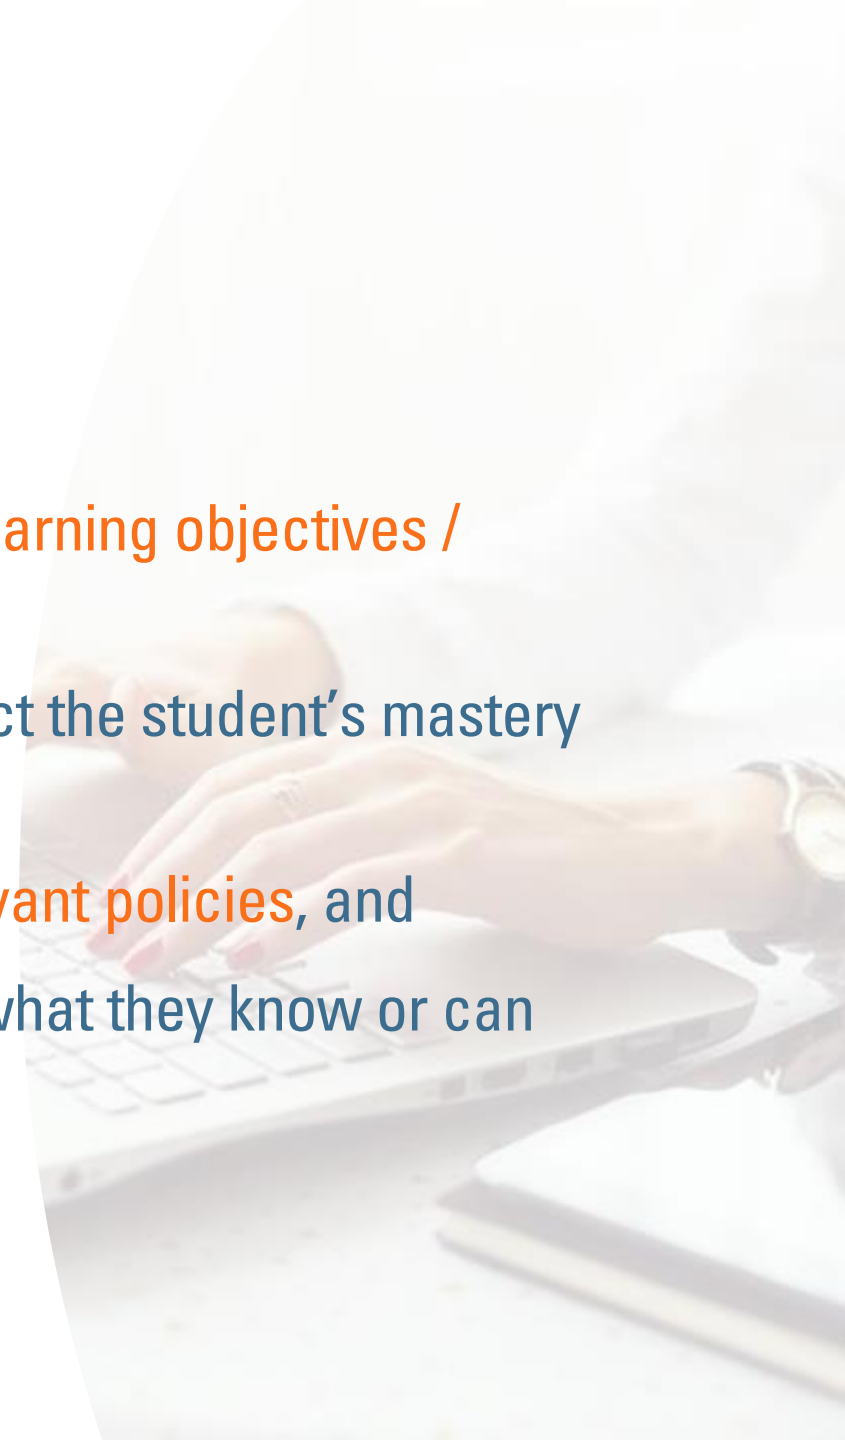 arning objectives /
ct the student’s mastery
vant policies, and
what they know or can